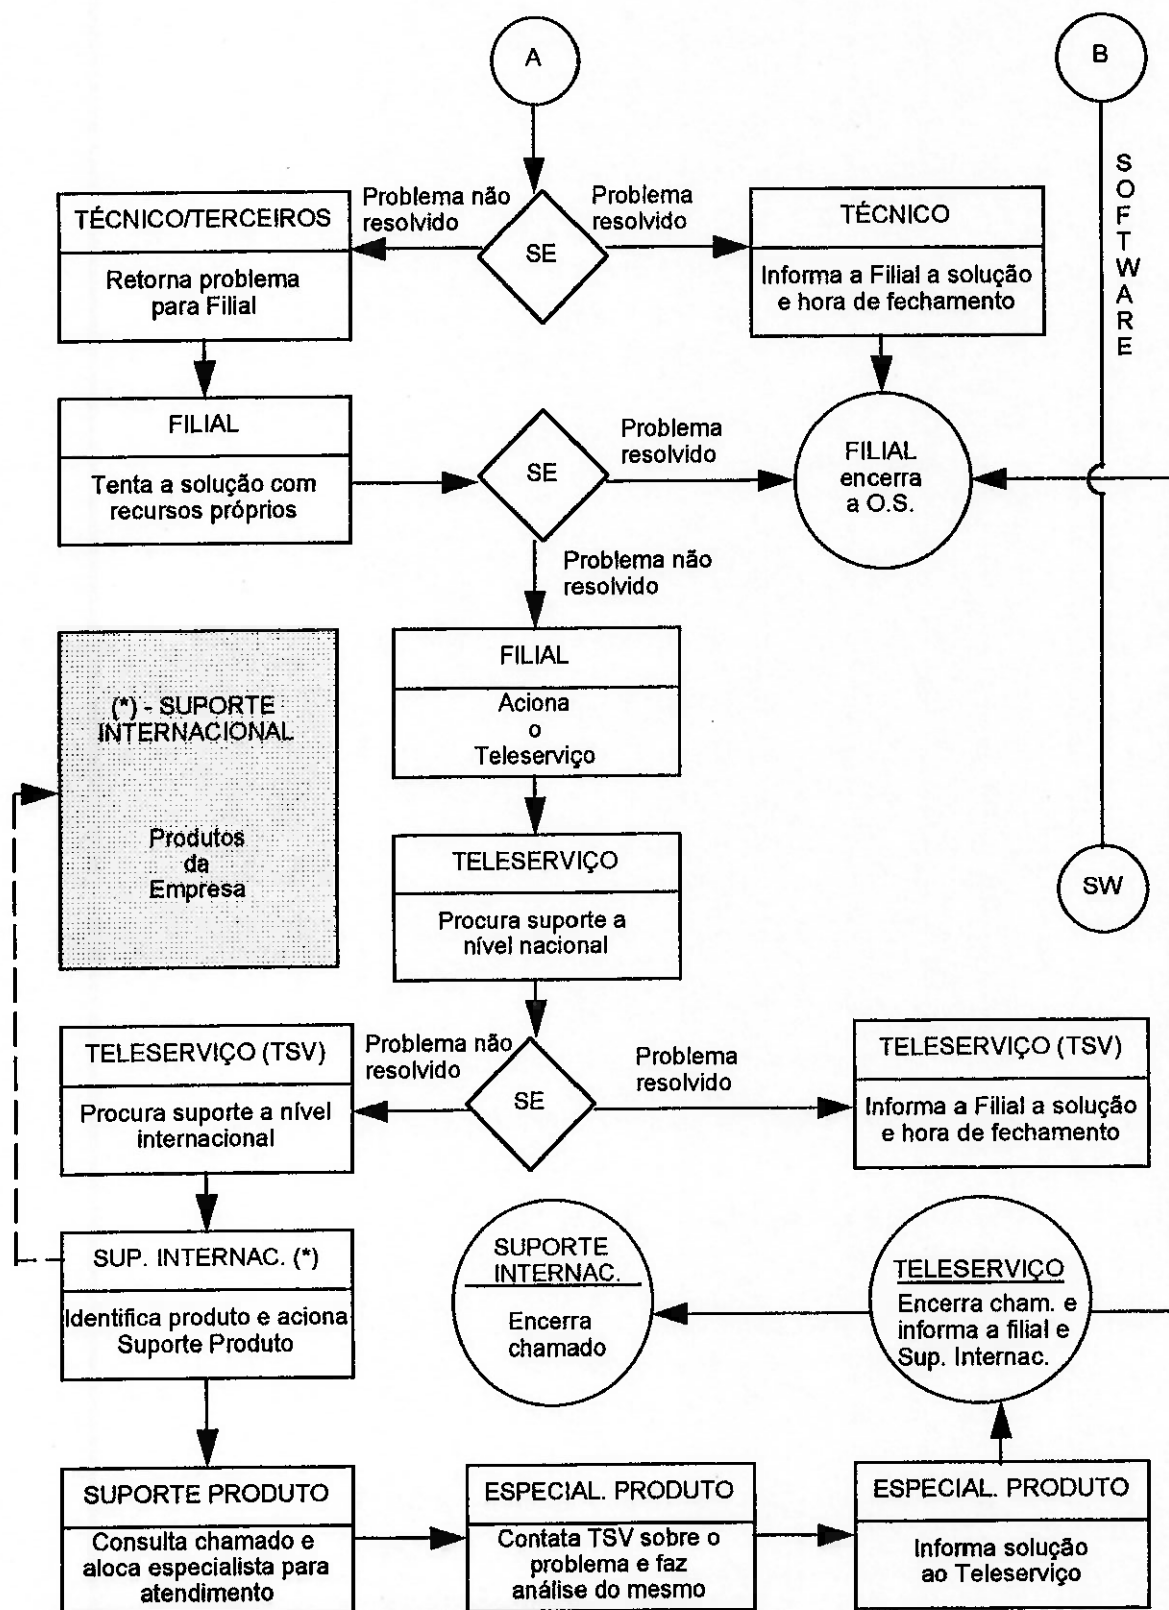 A
B
SOFTWARE
Problema não
resolvido
Problema
resolvido
TÉCNICO/TERCEIROS
Retorna problema
para Filial
SE
TÉCNICO
Informa a Filial a solução
e hora de fechamento
FILIAL
Tenta a solução com
recursos próprios
SE
Problema
resolvido
FILIAL
encerra
a O.S.
Problema não
resolvido
(*) - SUPORTE
INTERNACIONAL
Produtos
da
Empresa
FILIAL
Aciona
o
Teleserviço
TELESERVIÇO
Procura suporte a
nível nacional
SW
TELESERVIÇO (TSV)
Procura suporte a nível
internacional
Problema não
resolvido
SE
Problema
resolvido
TELESERVIÇO (TSV)
Informa a Filial a solução
e hora de fechamento
SUP. INTERNAC. (*)
Identifica produto e aciona
Suporte Produto
SUPORTE
INTERNAC.
Encerra
chamado
TELESERVIÇO
Encerra cham. e
informa a filial e
Sup. Internac.
SUPORTE PRODUTO
Consulta chamado e
aloca especialista para
atendimento
ESPECIAL. PRODUTO
Contata TSV sobre o
problema e faz
análise do mesmo
ESPECIAL. PRODUTO
Informa solução
ao Teleserviço